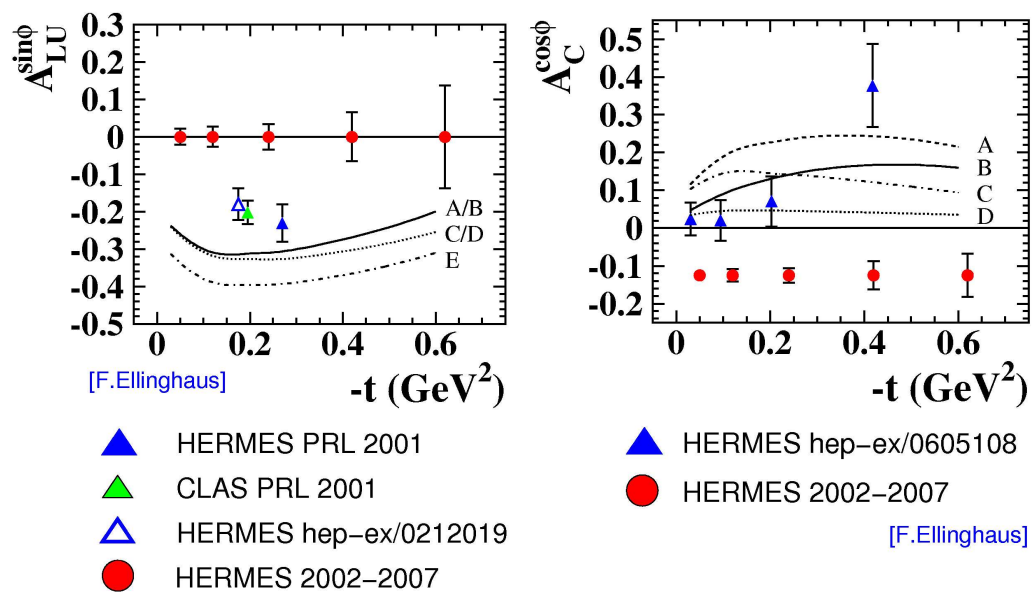 A_LU^sinϕ
0.3
0.2
0.1
0
-0.1
-0.2
-0.3
-0.4
-0.5
A/B
C/D
E
0 0.2 0.4 0.6
-t (GeV²)
[F.Ellinghaus]
HERMES PRL 2001
CLAS PRL 2001
HERMES hep-ex/0212019
HERMES 2002-2007
A_C^cosϕ
0.5
0.4
0.3
0.2
0.1
0
-0.1
-0.2
A
B
C
D
0 0.2 0.4 0.6
-t (GeV²)
HERMES hep-ex/0605108
HERMES 2002-2007
[F.Ellinghaus]